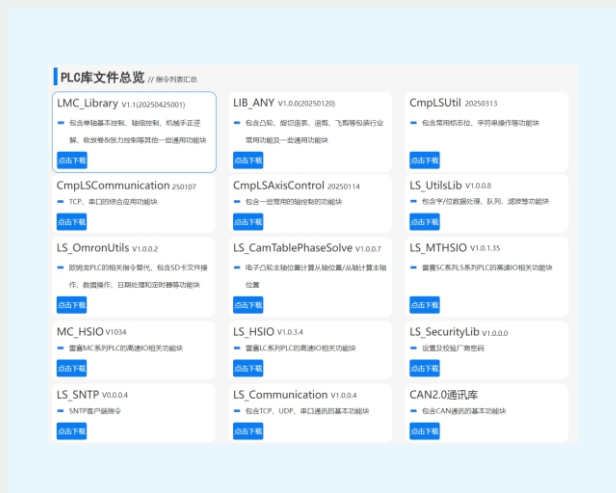 PLC库文件总览 // 指令列表汇总
LMC_Library V1.1(20250425001)
包含单轴基本控制、轴组控制、机械手正逆
解、收放卷&张力控制等其他一些通用功能块
点击下载
LIB_ANY V1.0.0(20250120)
包含凸轮、旋切追袤、追剪、飞剪等包装行业
常用功能及一些通用功能块
点击下载
CmpLSUtil 20250313
包含常用标志位、字符串操作等功能块
点击下载
CmpLSCommunication 250107
TCP、串口的综合应用功能块
点击下载
CmpLSAxisControl 20250114
包含一些常用的轴控制的功能块
点击下载
LS_UtilsLib V1.0.0.8
包含字/位数据处理、队列、滤波等功能块
点击下载
LS_OmronUtils V1.0.0.2
欧姆龙PLC的相关指令替代，包含SD卡文件操
作、数据操作、日期处理和定时器等功能块
点击下载
LS_CamTablePhaseSolve V1.0.0.7
电子凸轮主轴位置计算从轴位置/丛轴计算主轴
位置
点击下载
LS_MTHSIO V1.0.1.35
雷赛SC系列,LS系列PLC的高速IO相关功能块
点击下载
MC_HSIO V1034
雷赛MC系列PLC的高速IO相关功能块
点击下载
LS_HSIO V1.0.3.4
雷赛LC系列PLC的高速IO相关功能块
点击下载
LS_SecurityLib V1.0.0.0
设置及校验厂商密码
点击下载
LS_SNTP V0.0.0.4
SNTP客户端指令
点击下载
LS_Communication V1.0.0.4
包含TCP、UDP、串口通讯的基本功能块
点击下载
CAN2.0通讯库
包含CAN通讯的基本功能块
点击下载